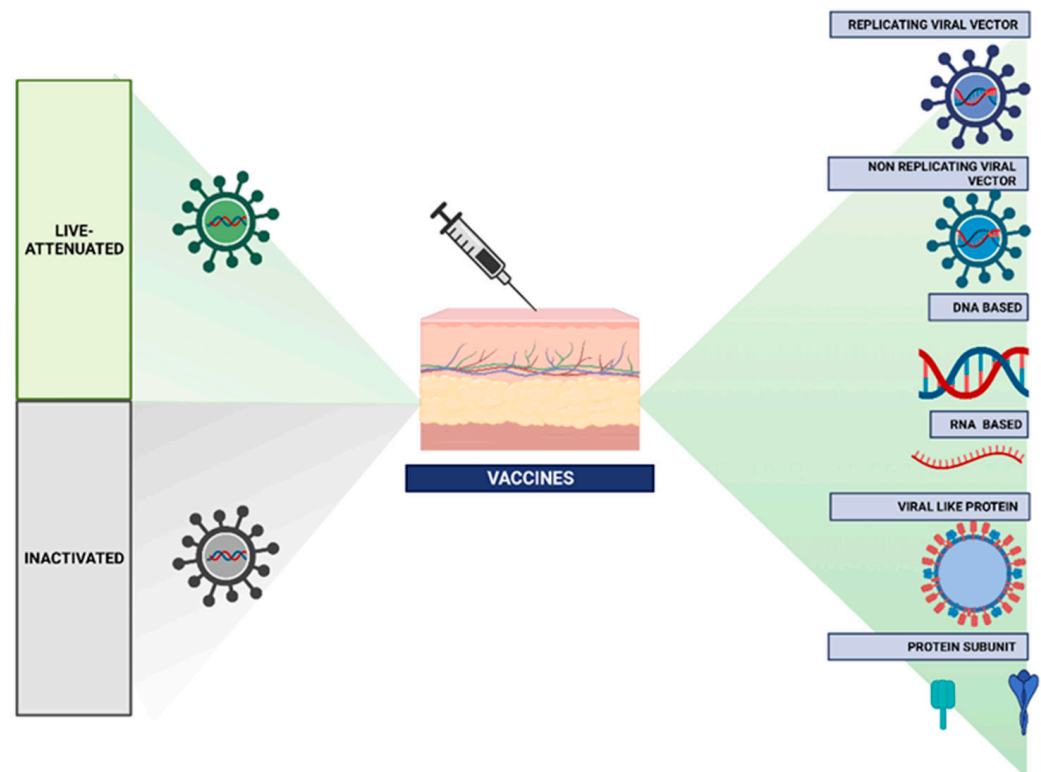 LIVE-
ATTENUATED
INACTIVATED
VACCINES
REPLICATING VIRAL VECTOR
NON REPLICATING VIRAL
VECTOR
DNA BASED
RNA BASED
VIRAL LIKE PROTEIN
PROTEIN SUBUNIT